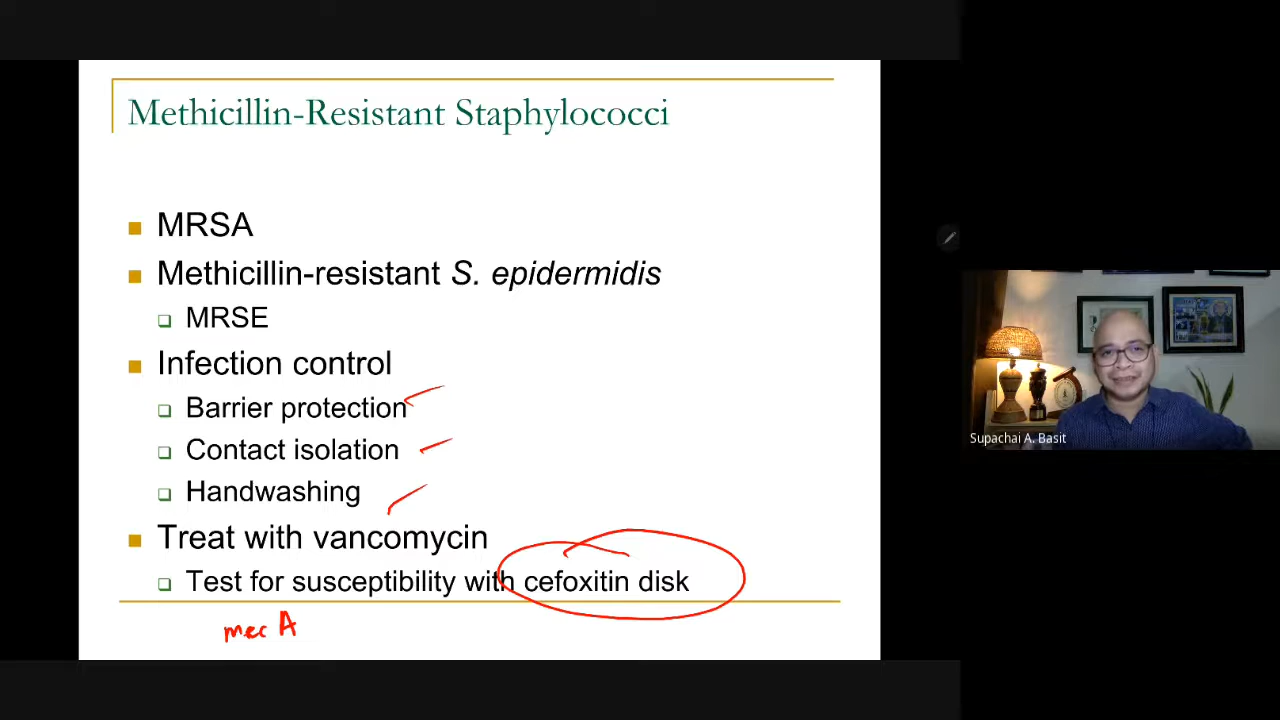 Methicillin-Resistant Staphylococci
MRSA
Methicillin-resistant S. epidermidis
MRSE
Infection control
Barrier protection
Contact isolation
Handwashing
Treat with vancomycin
Test for susceptibility with cefoxitin disk
mec A
Supachai A. Basit